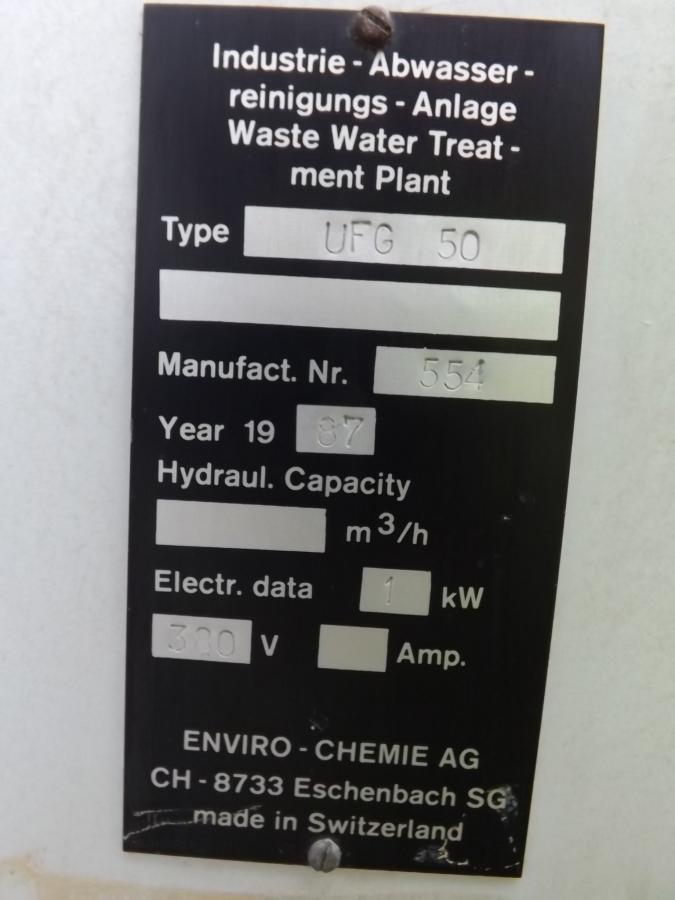 Industrie - Abwasser -
reinigungs - Anlage
Waste Water Treat -
ment Plant
Type UFG 50
Manufact. Nr. 554
Year 19 87
Hydraul. Capacity
m³/h
Electr. data 1 kW
380 V Amp.
ENVIRO - CHEMIE AG
CH - 8733 Eschenbach SG
made in Switzerland